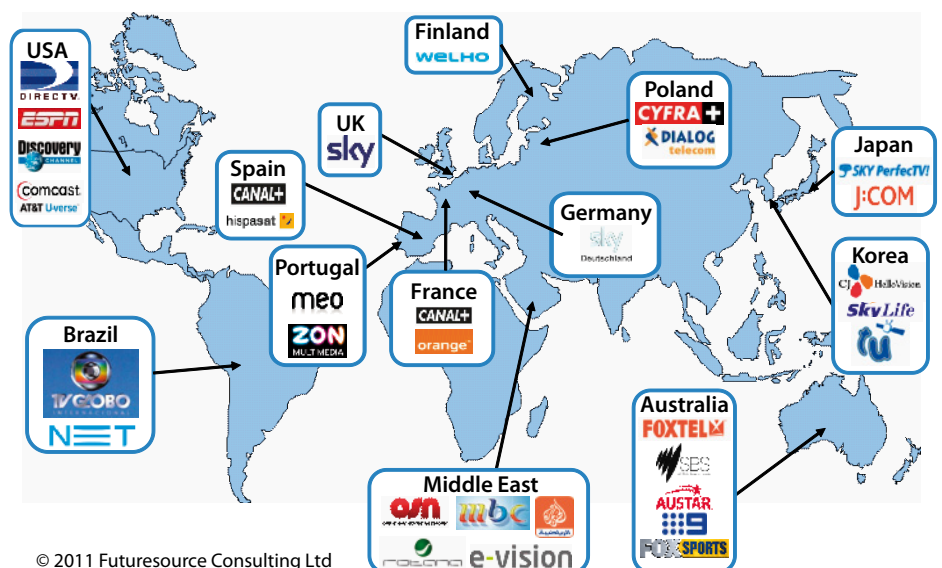 USA
DIRECTV
ESPN
Discovery
CHANNEL
Comcast
AT&T U-verse
Finland
WELHO
UK
sky
Spain
CANAL+
hispasat
Poland
CYFRA +
DIALOG
telecom
Japan
SKY PerfecTV!
J:COM
Germany
sky
Deutschland
Portugal
meo
ZON
MULTIMEDIA
France
CANAL+
orange
Korea
CJ HelloVision
SkyLife
tu
Brazil
TV GLOBO
INTERNACIONAL
NET
Australia
FOXTEL
SBS
AUSTAR
9
FOX SPORTS
Middle East
osn
mbc
الرياضية
rotana
e-vision
© 2011 Futuresource Consulting Ltd